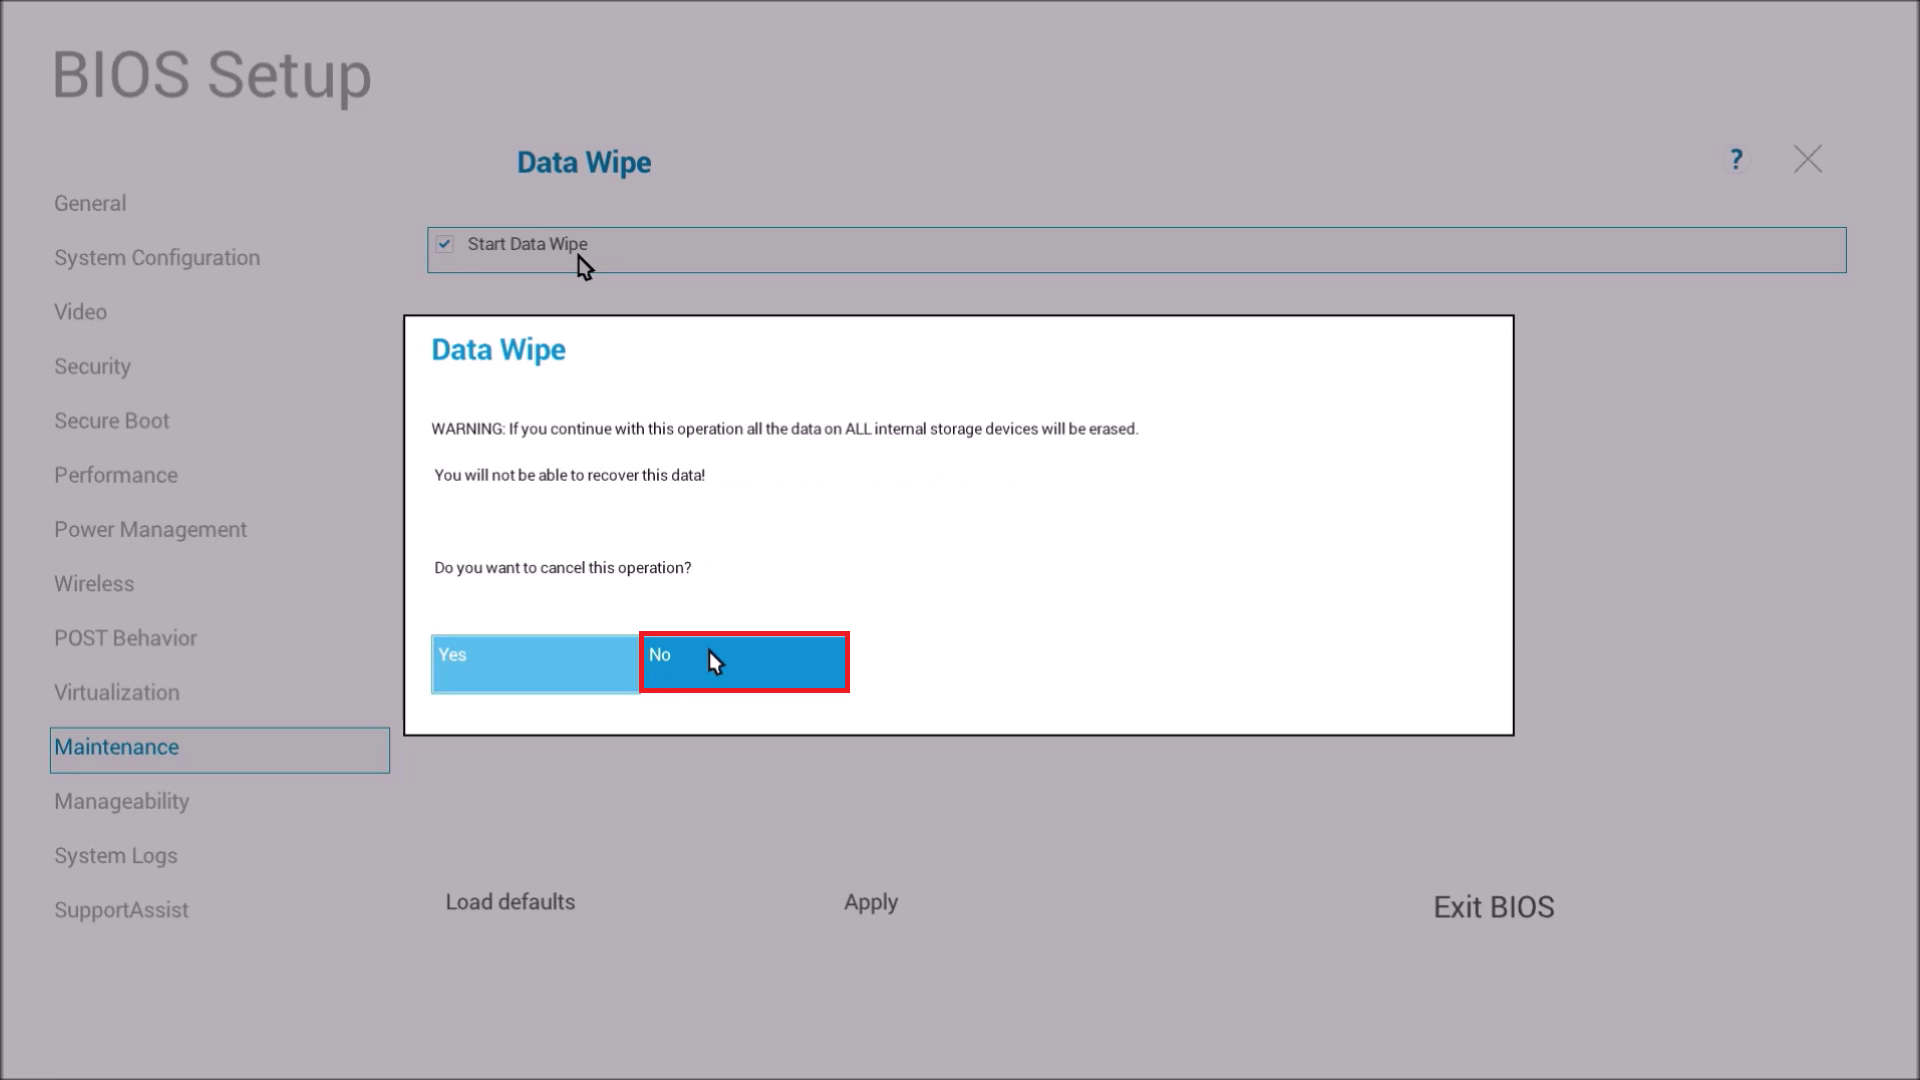 BIOS Setup
Data Wipe
?
General
Start Data Wipe
System Configuration
Video
Security
Secure Boot
Performance
Power Management
Wireless
POST Behavior
Virtualization
Maintenance
Manageability
System Logs
SupportAssist
Data Wipe
WARNING: If you continue with this operation all the data on ALL internal storage devices will be erased.
You will not be able to recover this data!
Do you want to cancel this operation?
Yes
No
Load defaults
Apply
Exit BIOS